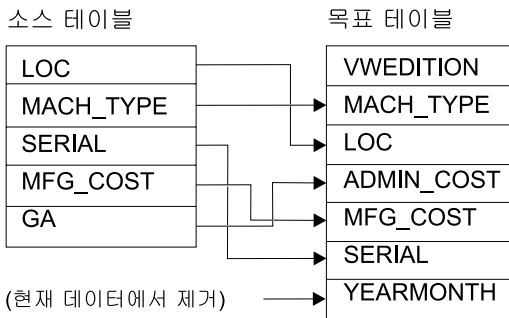 소스 테이블
LOC
MACH_TYPE
SERIAL
MFG_COST
GA
(현재 데이터에서 제거)
목표 테이블
VWEDITION
MACH_TYPE
LOC
ADMIN_COST
MFG_COST
SERIAL
YEARMONTH